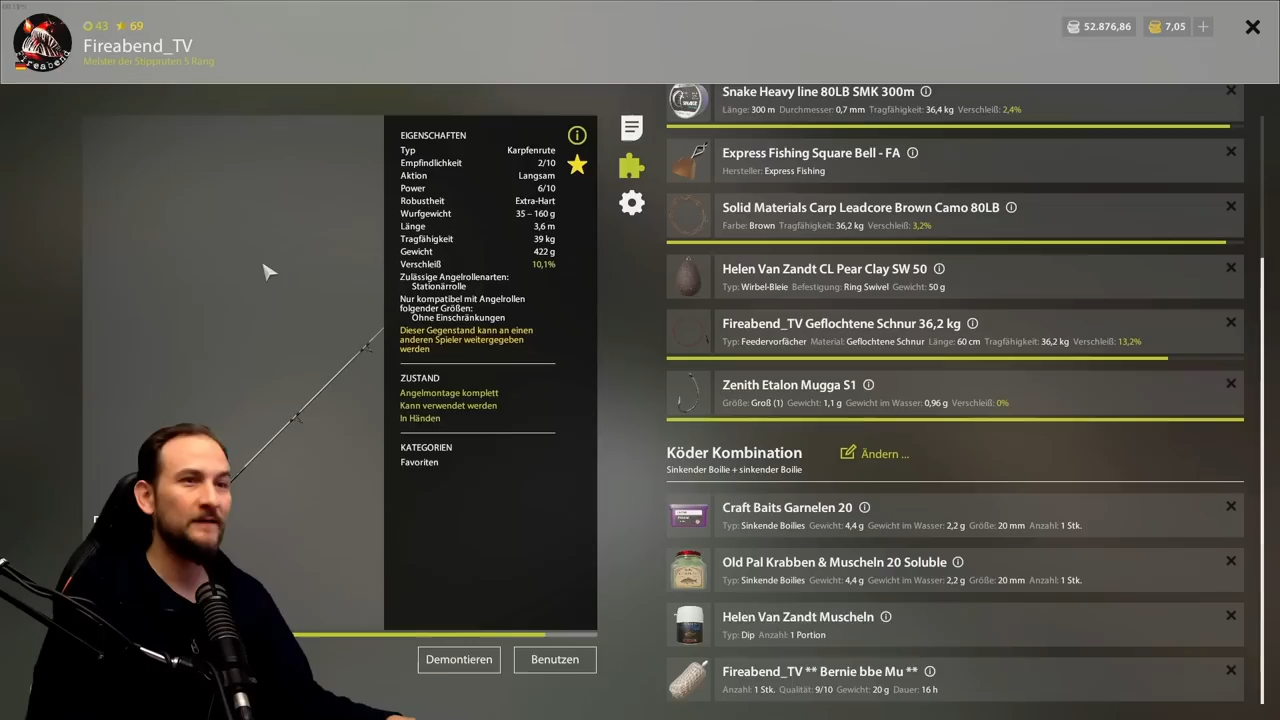 43 69
Fireabend_TV
Meister der Stippruten 5 Rang
52.876,86
7,05 +
EIGENSCHAFTEN
Typ Karpfenrute
Empfindlichkeit 2/10
Aktion Langsam
Power 6/10
Robustheit Extra-Hart
Wurfgewicht 35 – 160 g
Länge 3,6 m
Tragfähigkeit 39 kg
Gewicht 422 g
Verschleiß 10,1%
Zulässige Angelrollenarten:
Stationärrolle
Nur kompatibel mit Angelrollen
folgender Größen:
Ohne Einschränkungen
Dieser Gegenstand kann an einen
anderen Spieler weitergegeben
werden
ZUSTAND
Angelmontage komplett
Kann verwendet werden
In Händen
KATEGORIEN
Favoriten
Demontieren
Benutzen
Snake Heavy line 80LB SMK 300m
Länge: 300 m Durchmesser: 0,7 mm Tragfähigkeit: 36,4 kg Verschleiß: 2,4%
Express Fishing Square Bell - FA
Hersteller: Express Fishing
Solid Materials Carp Leadcore Brown Camo 80LB
Farbe: Brown Tragfähigkeit: 36,2 kg Verschleiß: 3,2%
Helen Van Zandt CL Pear Clay SW 50
Typ: Wirbel-Bleie Befestigung: Ring Swivel Gewicht: 50 g
Fireabend_TV Geflochtene Schnur 36,2 kg
Typ: Feedervorfächer Material: Geflochtene Schnur Länge: 60 cm Tragfähigkeit: 36,2 kg Verschleiß: 13,2%
Zenith Etalon Mugga S1
Größe: Groß (1) Gewicht: 1,1 g Gewicht im Wasser: 0,96 g Verschleiß: 0%
Köder Kombination Ändern ...
Sinkender Boilie + sinkender Boilie
Craft Baits Garnelen 20
Typ: Sinkende Boilies Gewicht: 4,4 g Gewicht im Wasser: 2,2 g Größe: 20 mm Anzahl: 1 Stk.
Old Pal Krabben & Muscheln 20 Soluble
Typ: Sinkende Boilies Gewicht: 4,4 g Gewicht im Wasser: 2,2 g Größe: 20 mm Anzahl: 1 Stk.
Helen Van Zandt Muscheln
Typ: Dip Anzahl: 1 Portion
Fireabend_TV ** Bernie bbe Mu **
Anzahl: 1 Stk. Qualität: 9/10 Gewicht: 20 g Dauer: 16 h